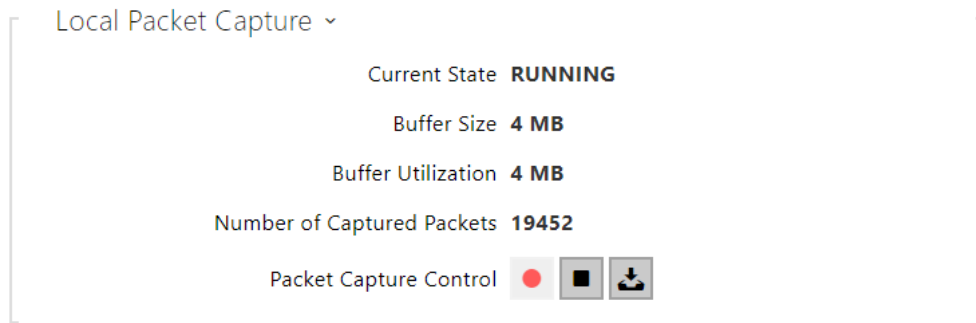 Local Packet Capture
Current State RUNNING
Buffer Size 4 MB
Buffer Utilization 4 MB
Number of Captured Packets 19452
Packet Capture Control